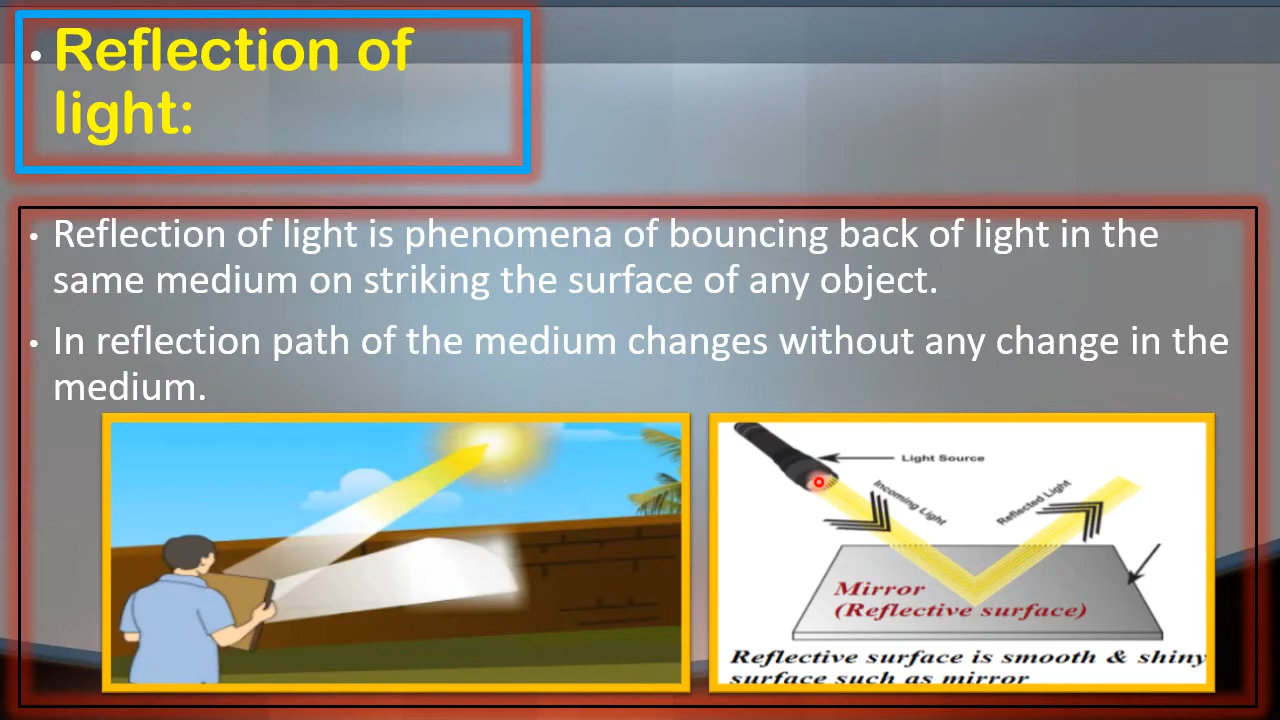 • Reflection of
light:
• Reflection of light is phenomena of bouncing back of light in the
same medium on striking the surface of any object.
• In reflection path of the medium changes without any change in the
medium.
Light Source
Incoming Light
Reflected Light
Mirror
(Reflective surface)
Reflective surface is smooth & shiny
surface such as mirror